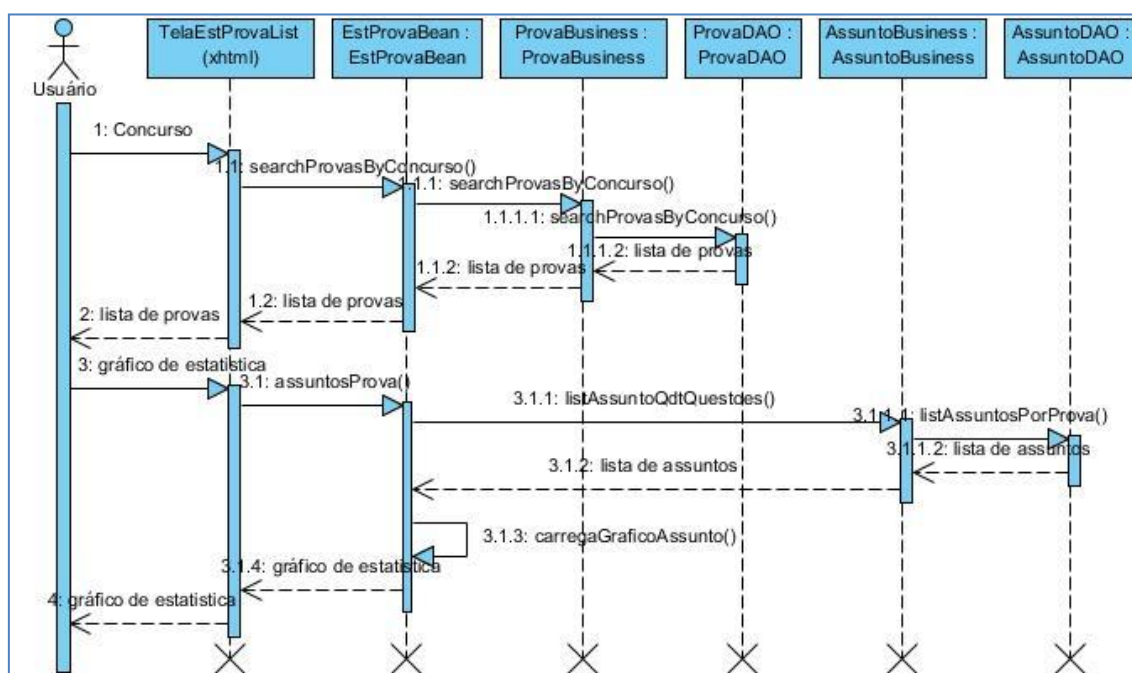 TelaEstProvaList
(xhtml)
EstProvaBean :
EstProvaBean
ProvaBusiness :
ProvaBusiness
ProvaDAO :
ProvaDAO
AssuntoBusiness :
AssuntoBusiness
AssuntoDAO :
AssuntoDAO
Usuário
1: Concurso
1.1: searchProvasByConcurso()
1.1.1: searchProvasByConcurso()
1.1.1.1: searchProvasByConcurso()
1.1.1.2: lista de provas
1.1.2: lista de provas
1.2: lista de provas
2: lista de provas
3: gráfico de estatistica
3.1: assuntosProva()
3.1.1: listAssuntoQdtQuestoes()
3.1.1.1: listAssuntosPorProva()
3.1.1.2: lista de assuntos
3.1.2: lista de assuntos
3.1.3: carregaGraficoAssunto()
3.1.4: gráfico de estatistica
4: gráfico de estatistica